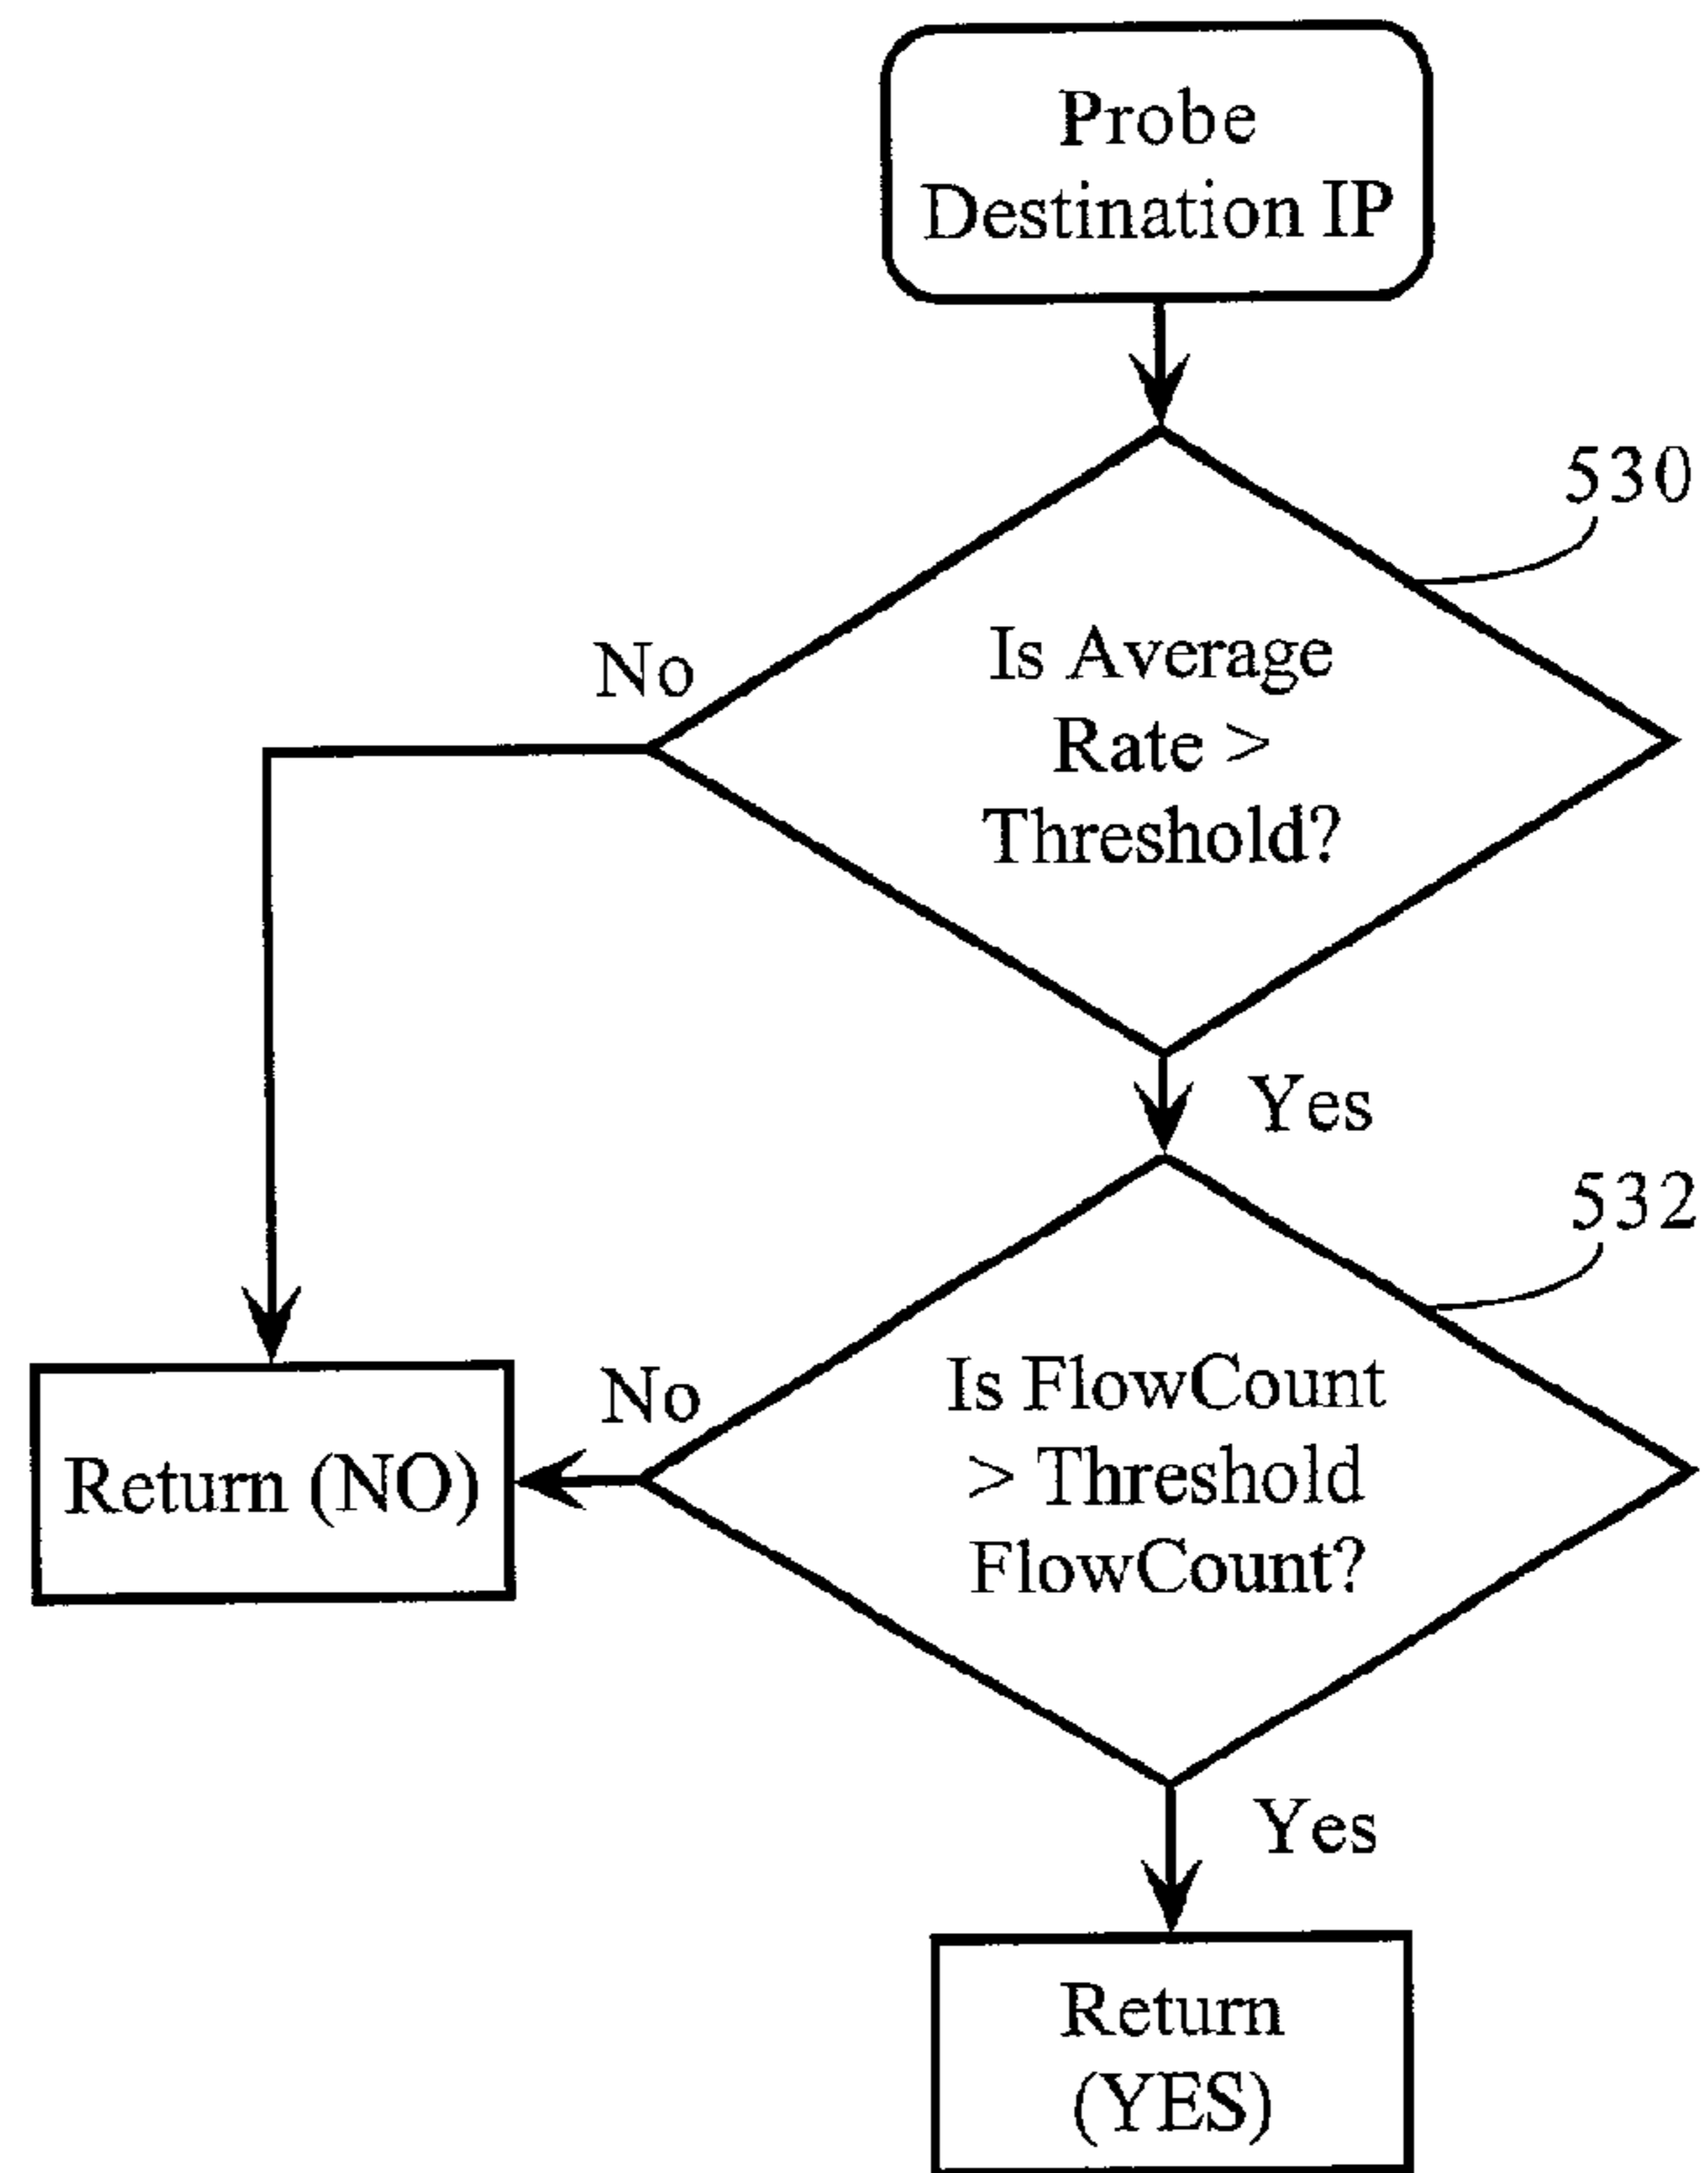 Probe
Destination IP
530
No
Is Average
Rate >
Threshold?
Yes
532
No
Is FlowCount
> Threshold
FlowCount?
Return (NO)
Yes
Return
(YES)